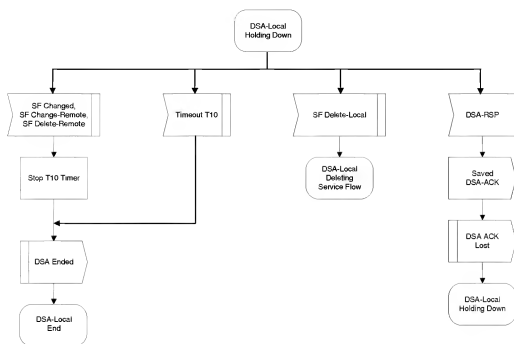 DSA-Local
Holding Down
SF Changed,
SF Change-Remote,
SF Delete-Remote
Timeout T10
SF Delete-Local
DSA-RSP
Stop T10 Timer
DSA-Local
Deleting
Service Flow
Saved
DSA-ACK
DSA Ended
DSA ACK
Lost
DSA-Local
End
DSA-Local
Holding Down